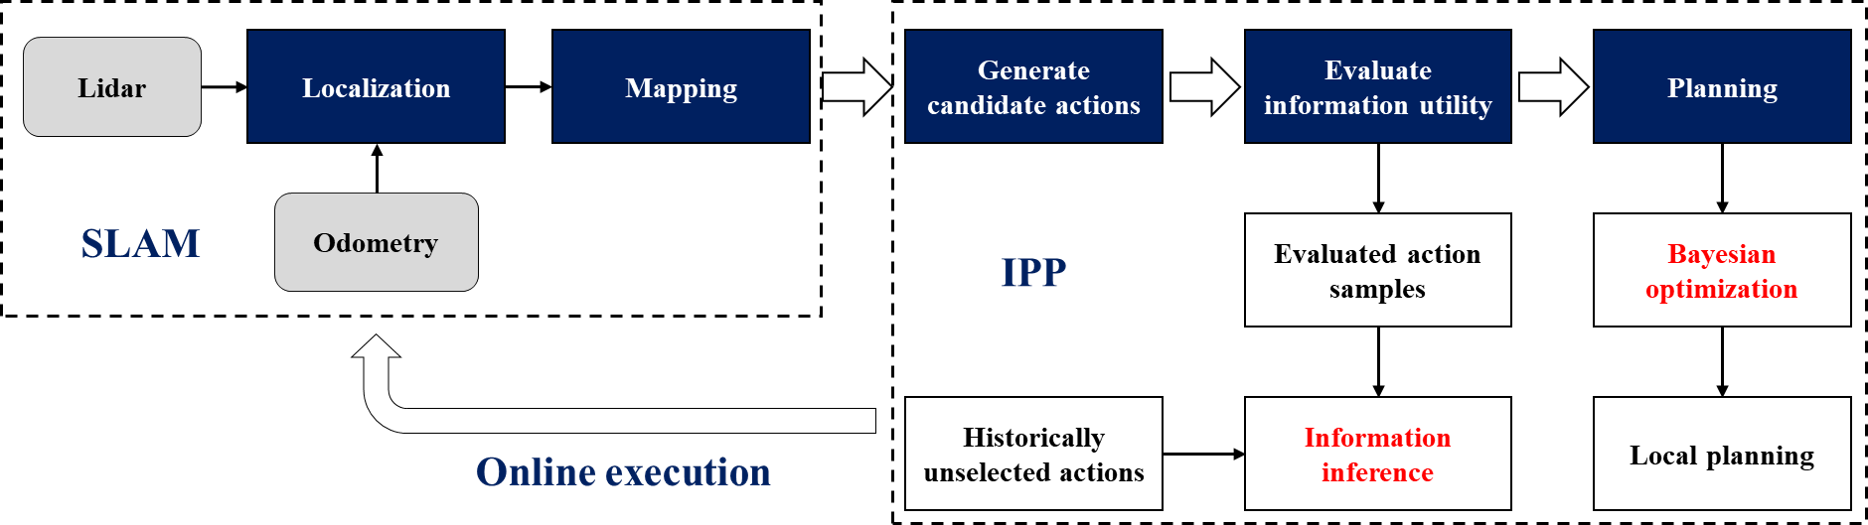 Lidar
Localization
Mapping
Odometry
SLAM
Generate
candidate actions
Evaluate
information utility
Planning
Evaluated action
samples
Bayesian
optimization
IPP
Historically
unselected actions
Information
inference
Local planning
Online execution